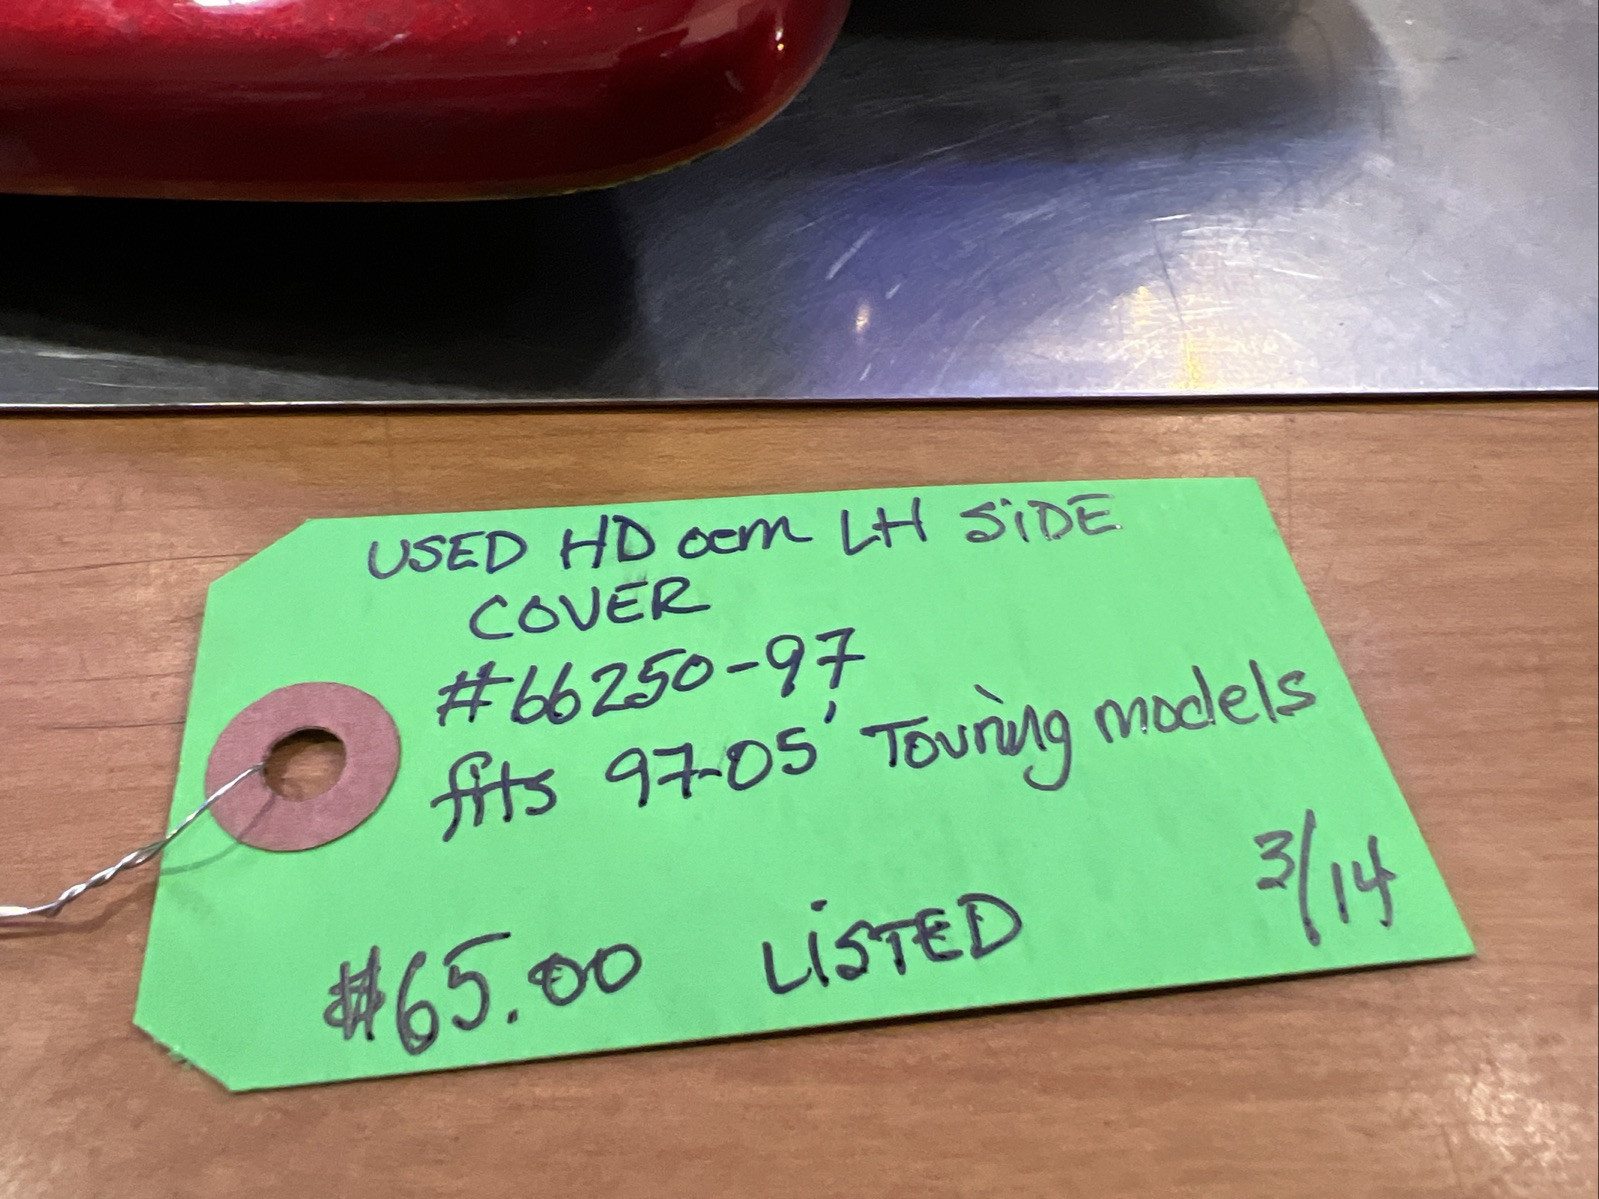 USED HD oem LH SiDE
COVER
#66250-97
fits 97-05' Touring models
3/14
$65.00 LiSTED